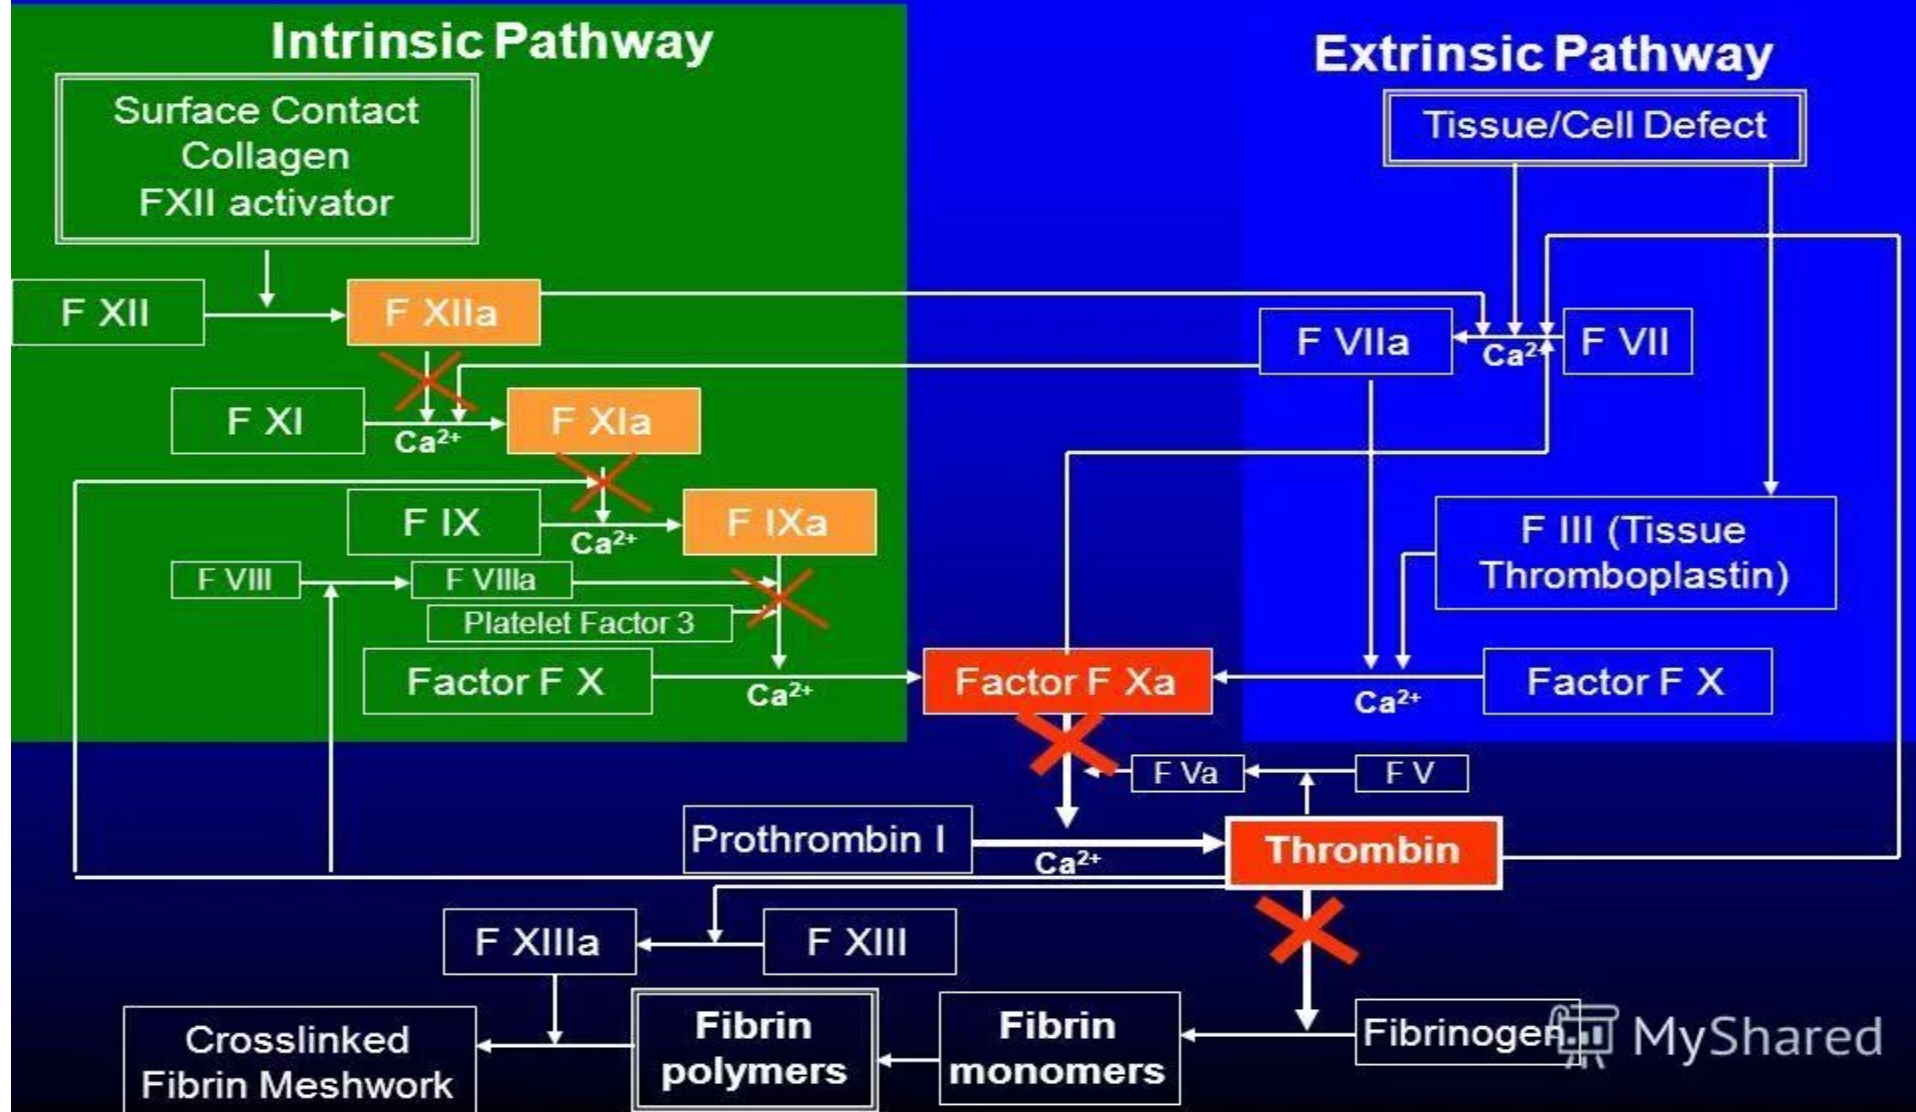 Intrinsic Pathway
Extrinsic Pathway
Surface Contact
Collagen
FXII activator
Tissue/Cell Defect
F XII
F XIIa
F VIIa
Ca²⁺
F VII
F XI
Ca²⁺
F XIa
F IX
Ca²⁺
F IXa
F III (Tissue
Thromboplastin)
F VIII
F VIIIa
Platelet Factor 3
Factor F X
Ca²⁺
Factor F Xa
Ca²⁺
Factor F X
F Va
F V
Prothrombin I
Ca²⁺
Thrombin
F XIIIa
F XIII
Crosslinked
Fibrin Meshwork
Fibrin
polymers
Fibrin
monomers
Fibrinogen
MyShared